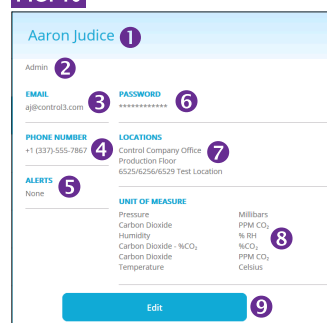 Aaron Judice 1
Admin 2
EMAIL
aj@control3.com 3
PASSWORD
************ 6
PHONE NUMBER
+1 (337)-555-7867 4
LOCATIONS
Control Company Office
Production Floor
6525/6256/6529 Test Location
7
ALERTS
None
5
UNIT OF MEASURE
Pressure Millibars
Carbon Dioxide PPM CO₂
Humidity % RH
Carbon Dioxide - %CO₂ %CO₂
Carbon Dioxide PPM CO₂
Temperature Celsius
8
Edit 9